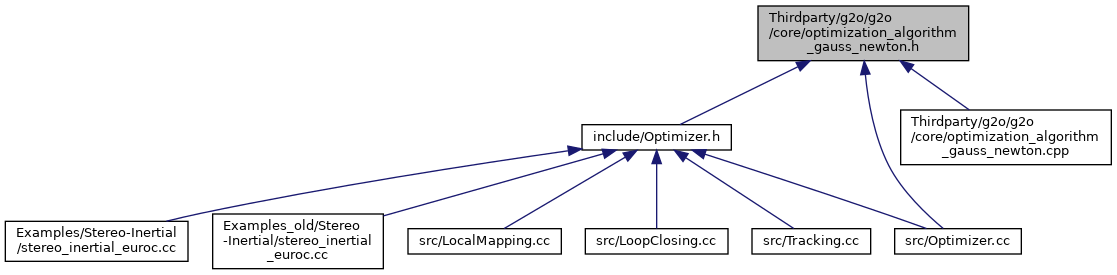 Thirdparty/g2o/g2o
/core/optimization_algorithm
_gauss_newton.h
include/Optimizer.h
Thirdparty/g2o/g2o
/core/optimization_algorithm
_gauss_newton.cpp
Examples/Stereo-Inertial
/stereo_inertial_euroc.cc
Examples_old/Stereo
-Inertial/stereo_inertial
_euroc.cc
src/LocalMapping.cc
src/LoopClosing.cc
src/Tracking.cc
src/Optimizer.cc